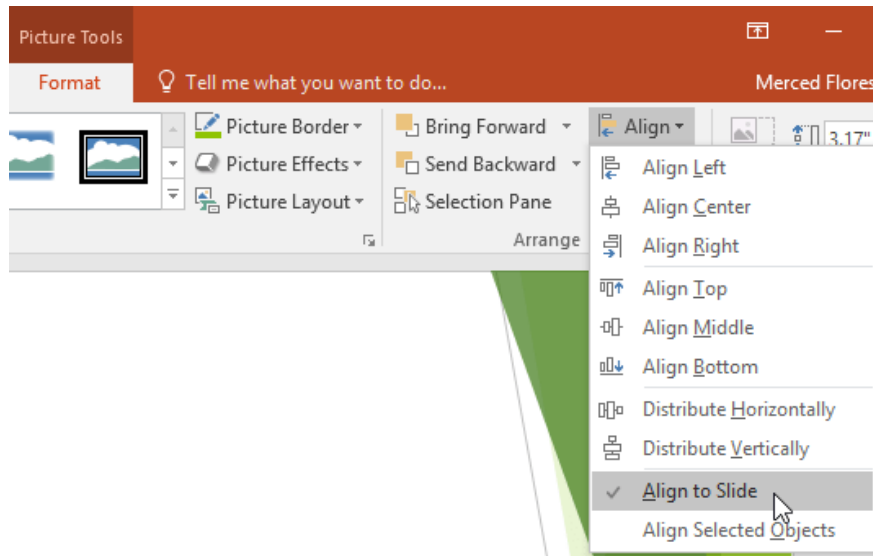 Picture Tools
Format
Tell me what you want to do...
Merced Flores
Picture Border
Picture Effects
Picture Layout
Bring Forward
Send Backward
Selection Pane
Arrange
Align
3.17"
Align Left
Align Center
Align Right
Align Top
Align Middle
Align Bottom
Distribute Horizontally
Distribute Vertically
Align to Slide
Align Selected Objects